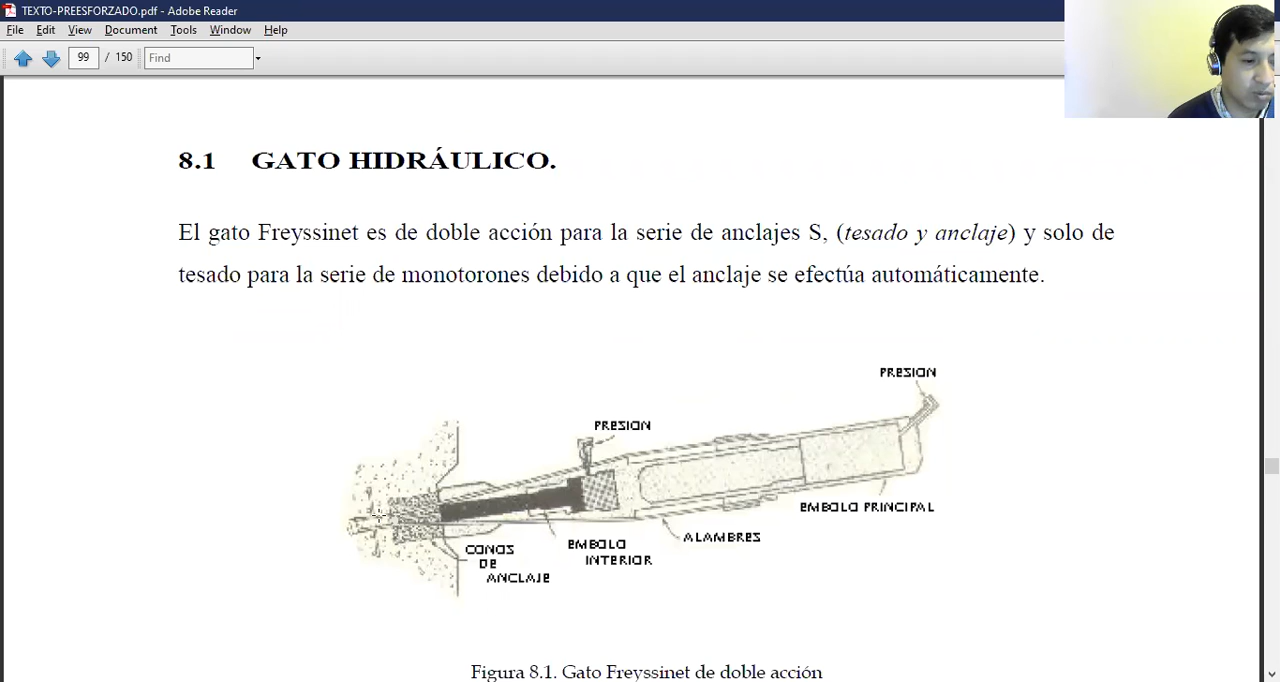 TEXTO-PREESFORZADO.pdf - Adobe Reader
File Edit View Document Tools Window Help
99 / 150 Find
8.1 GATO HIDRÁULICO.
El gato Freyssinet es de doble acción para la serie de anclajes S, (tesado y anclaje) y solo de
tesado para la serie de monotorones debido a que el anclaje se efectúa automáticamente.
PRESION
PRESION
EMBOLO PRINCIPAL
ALAMBRES
EMBOLO
INTERIOR
CONOS
DE
ANCLAJE
Figura 8.1. Gato Freyssinet de doble acción